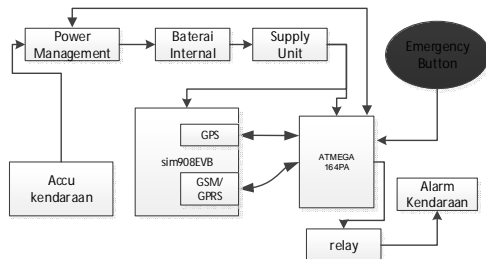 Power
Management
Baterai
Internal
Supply
Unit
Emergency
Button
GPS
sim908EVB
GSM/
GPRS
ATMEGA
164PA
Accu
kendaraan
Alarm
Kendaraan
relay